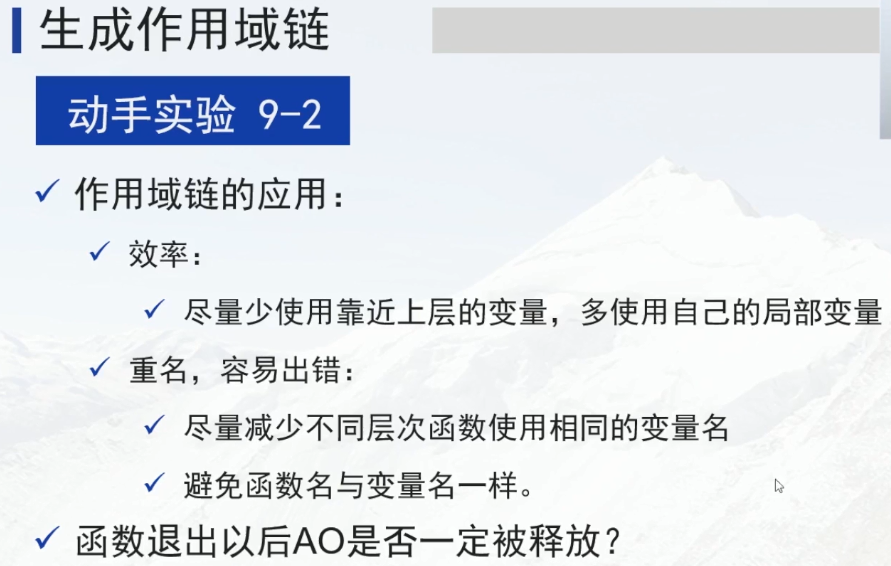 生成作用域链
动手实验 9-2
✓ 作用域链的应用：
✓ 效率：
✓ 尽量少使用靠近上层的变量，多使用自己的局部变量
✓ 重名，容易出错：
✓ 尽量减少不同层次函数使用相同的变量名
✓ 避免函数名与变量名一样。
✓ 函数退出以后AO是否一定被释放？